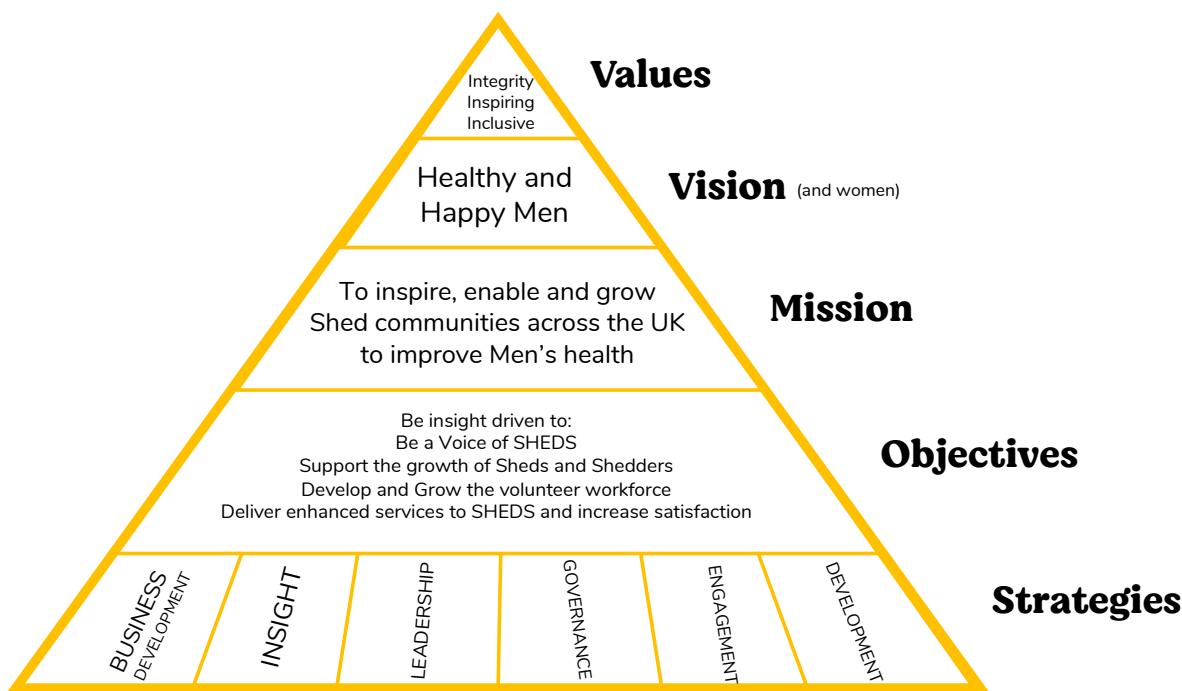 Values
Integrity
Inspiring
Inclusive
Vision (and women)
Healthy and
Happy Men
Mission
To inspire, enable and grow
Shed communities across the UK
to improve Men’s health
Objectives
Be insight driven to:
Be a Voice of SHEDS
Support the growth of Sheds and Shedders
Develop and Grow the volunteer workforce
Deliver enhanced services to SHEDS and increase satisfaction
Strategies
BUSINESS
DEVELOPMENT
INSIGHT
LEADERSHIP
GOVERNANCE
ENGAGEMENT
DEVELOPMENT